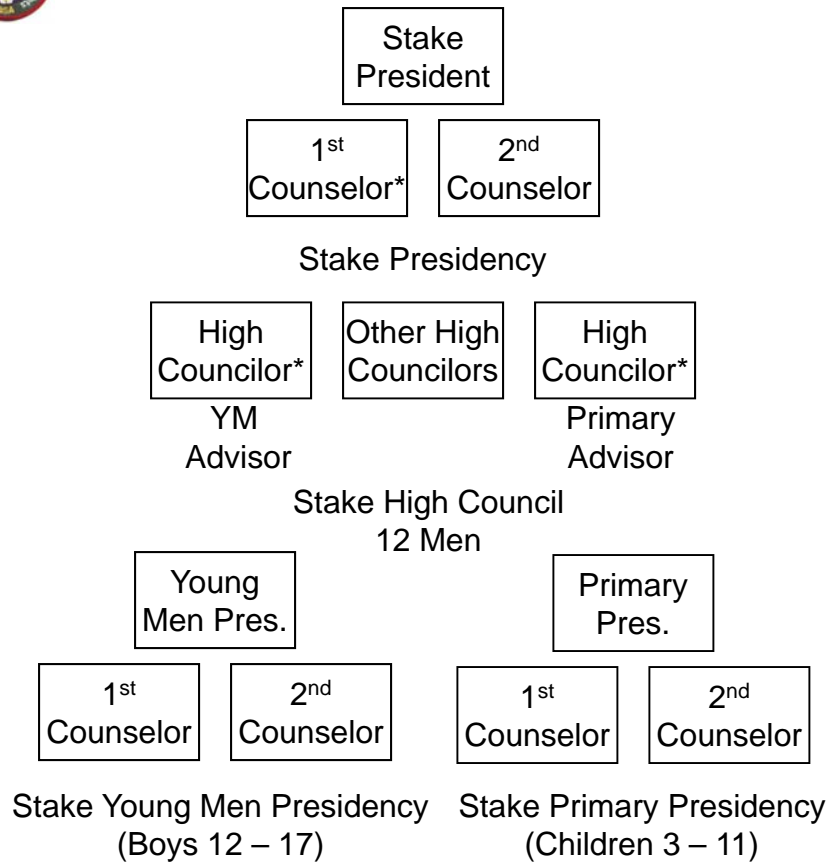 Stake
President
1st
Counselor*
2nd
Counselor
Stake Presidency
High
Councilor*
Other High
Councilors
High
Councilor*
YM
Advisor
Primary
Advisor
Stake High Council
12 Men
Young
Men Pres.
Primary
Pres.
1st
Counselor
2nd
Counselor
1st
Counselor
2nd
Counselor
Stake Young Men Presidency
(Boys 12 – 17)
Stake Primary Presidency
(Children 3 – 11)